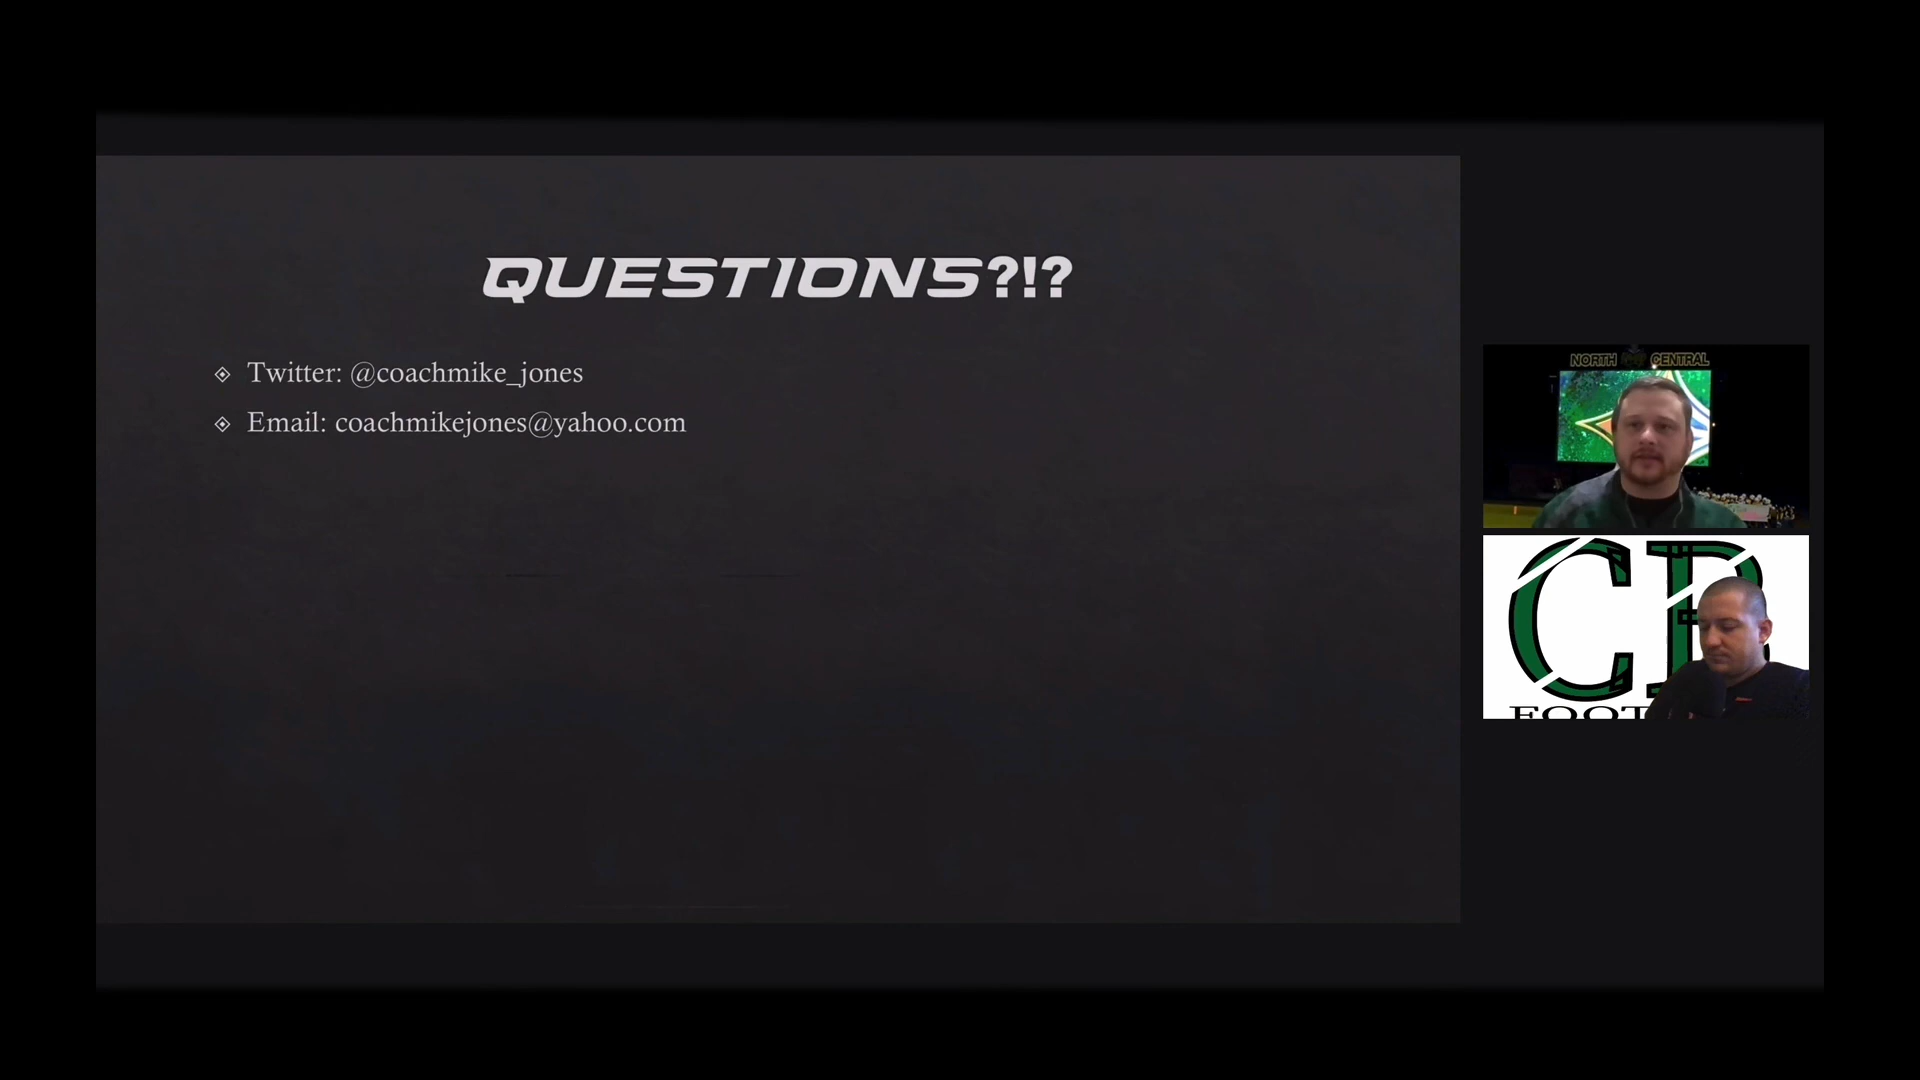 QUESTIONS?!?
Twitter: @coachmike_jones
Email: coachmikejones@yahoo.com
NORTH CENTRAL
CB